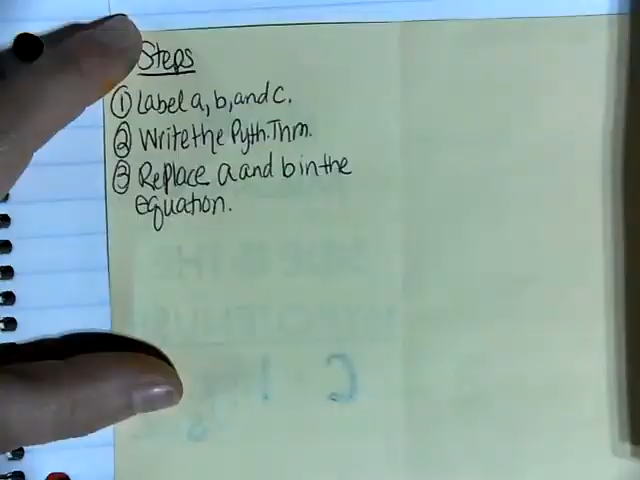 Steps
① Label a, b, and c.
② Write the Pyth. Thm.
③ Replace a and b in the
equation.